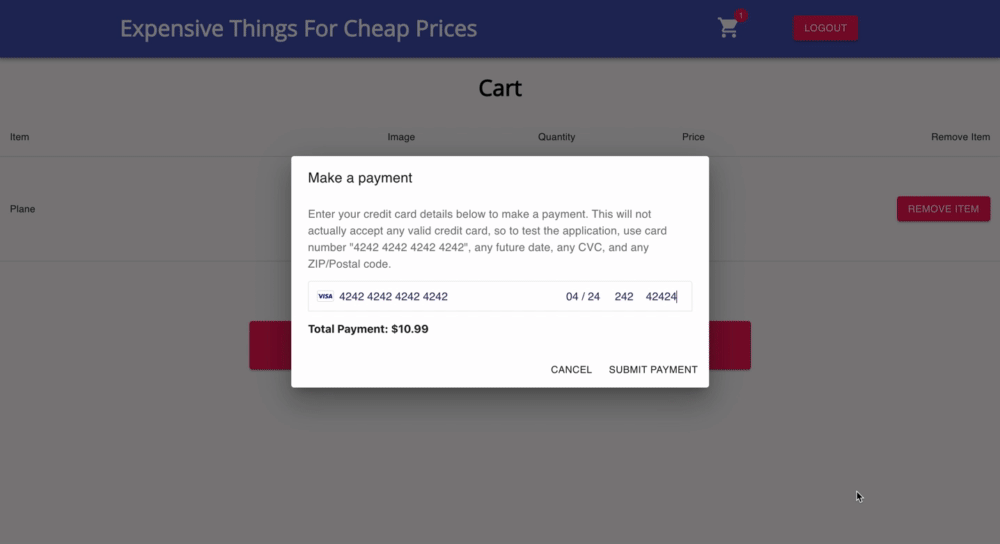 Expensive Things For Cheap Prices
1
LOGOUT
Cart
Item Image Quantity Price Remove Item
Plane
REMOVE ITEM
Make a payment
Enter your credit card details below to make a payment. This will not
actually accept any valid credit card, so to test the application, use card
number "4242 4242 4242 4242", any future date, any CVC, and any
ZIP/Postal code.
VISA 4242 4242 4242 4242 04 / 24 242 42424
Total Payment: $10.99
CANCEL SUBMIT PAYMENT